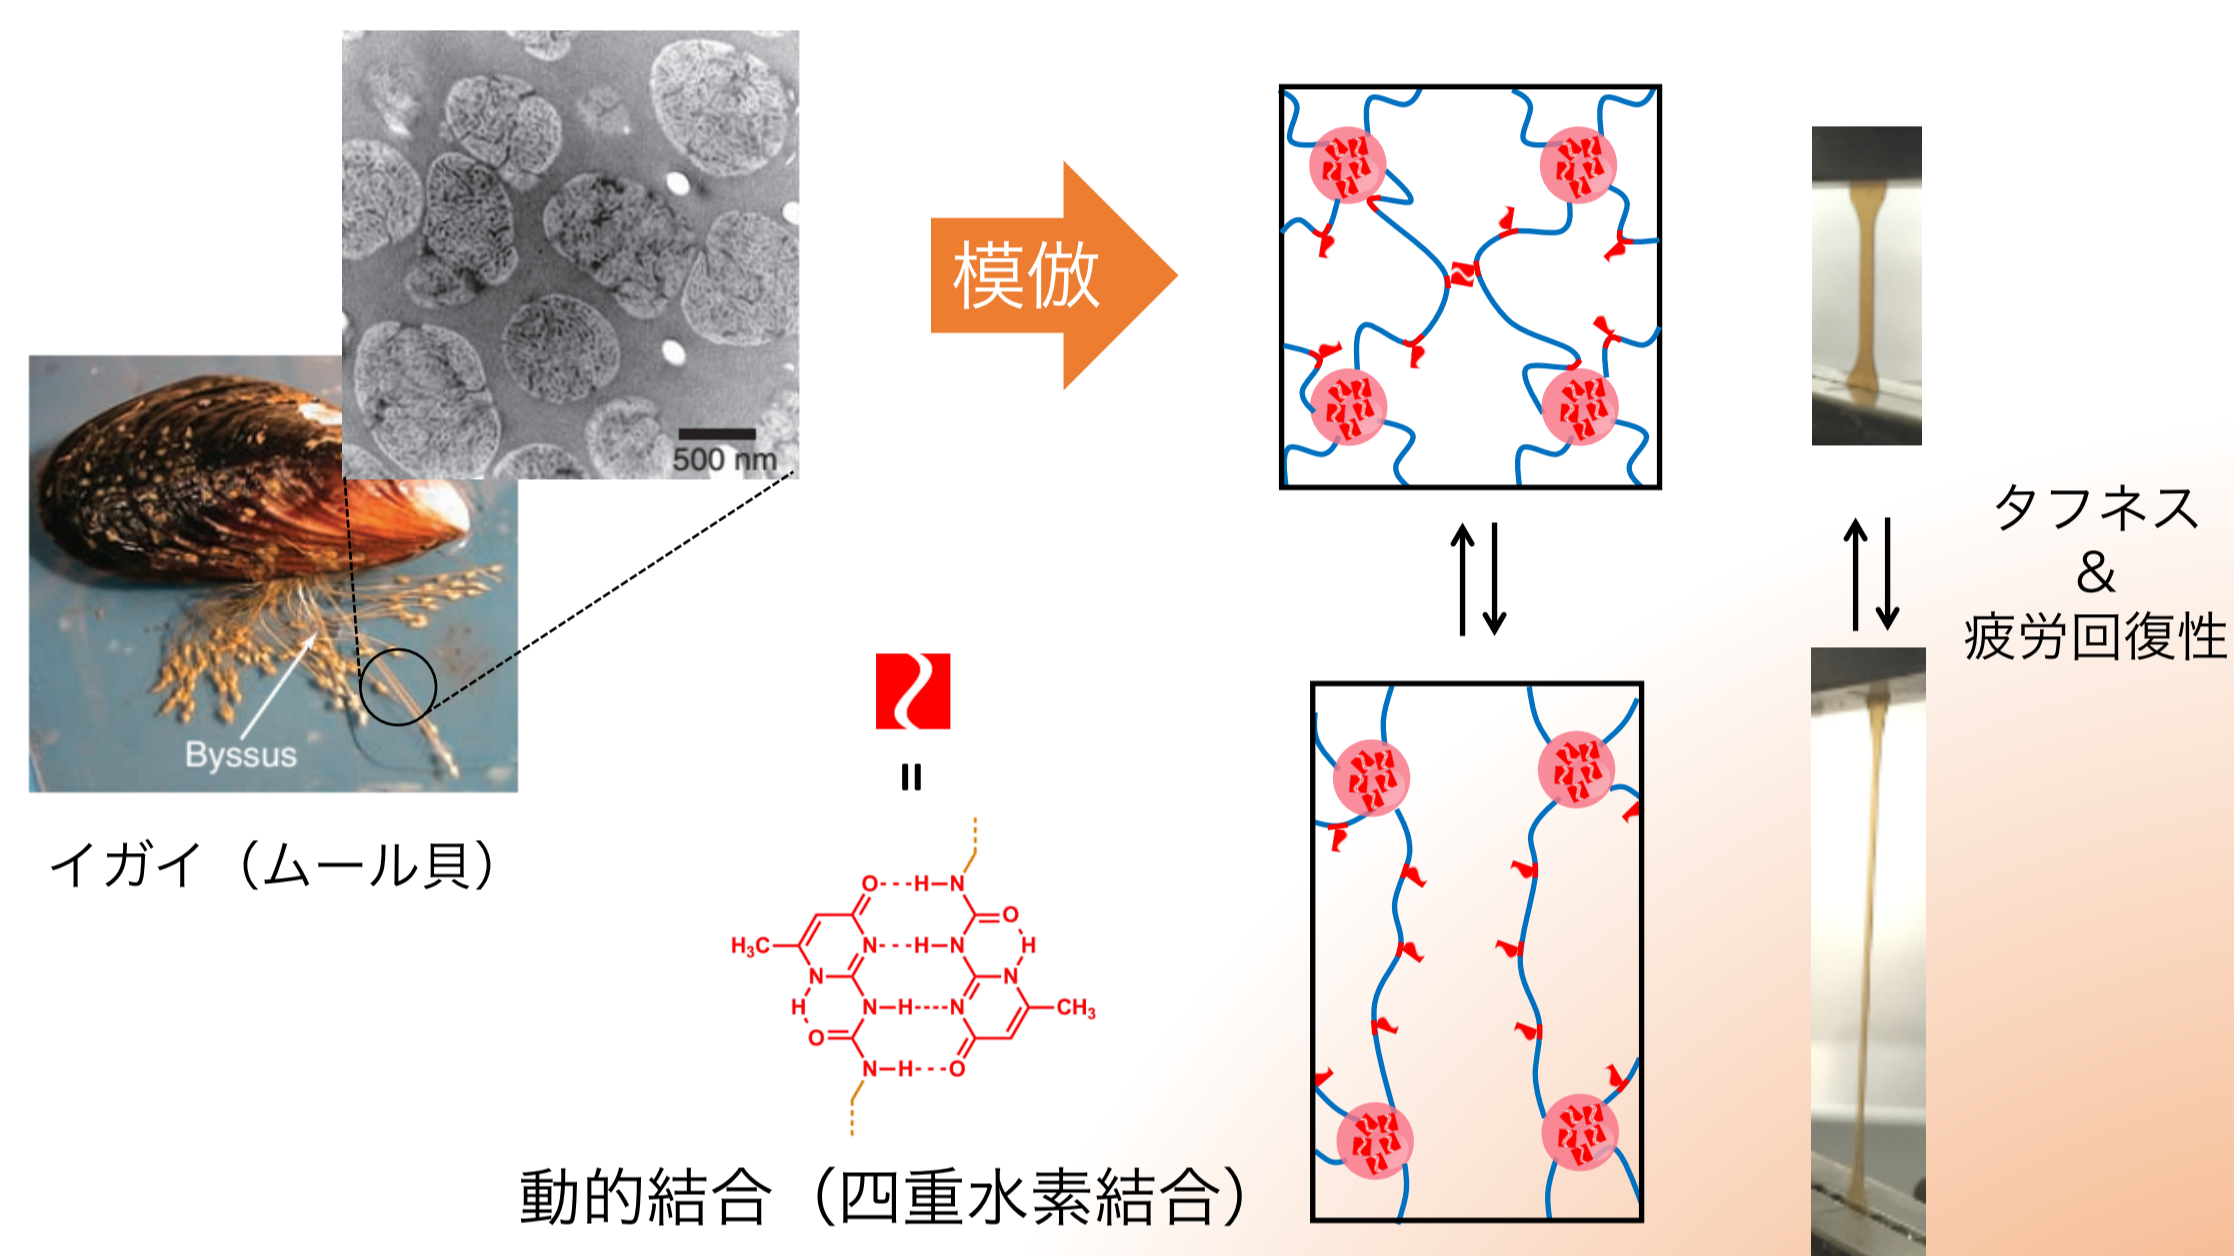 500 nm
Byssus
イガイ（ムール貝）
模倣
=
O H N
O
H₃C N H N H
N N
H N H N CH₃
O
N H O
動的結合（四重水素結合）
タフネス
&
疲労回復性